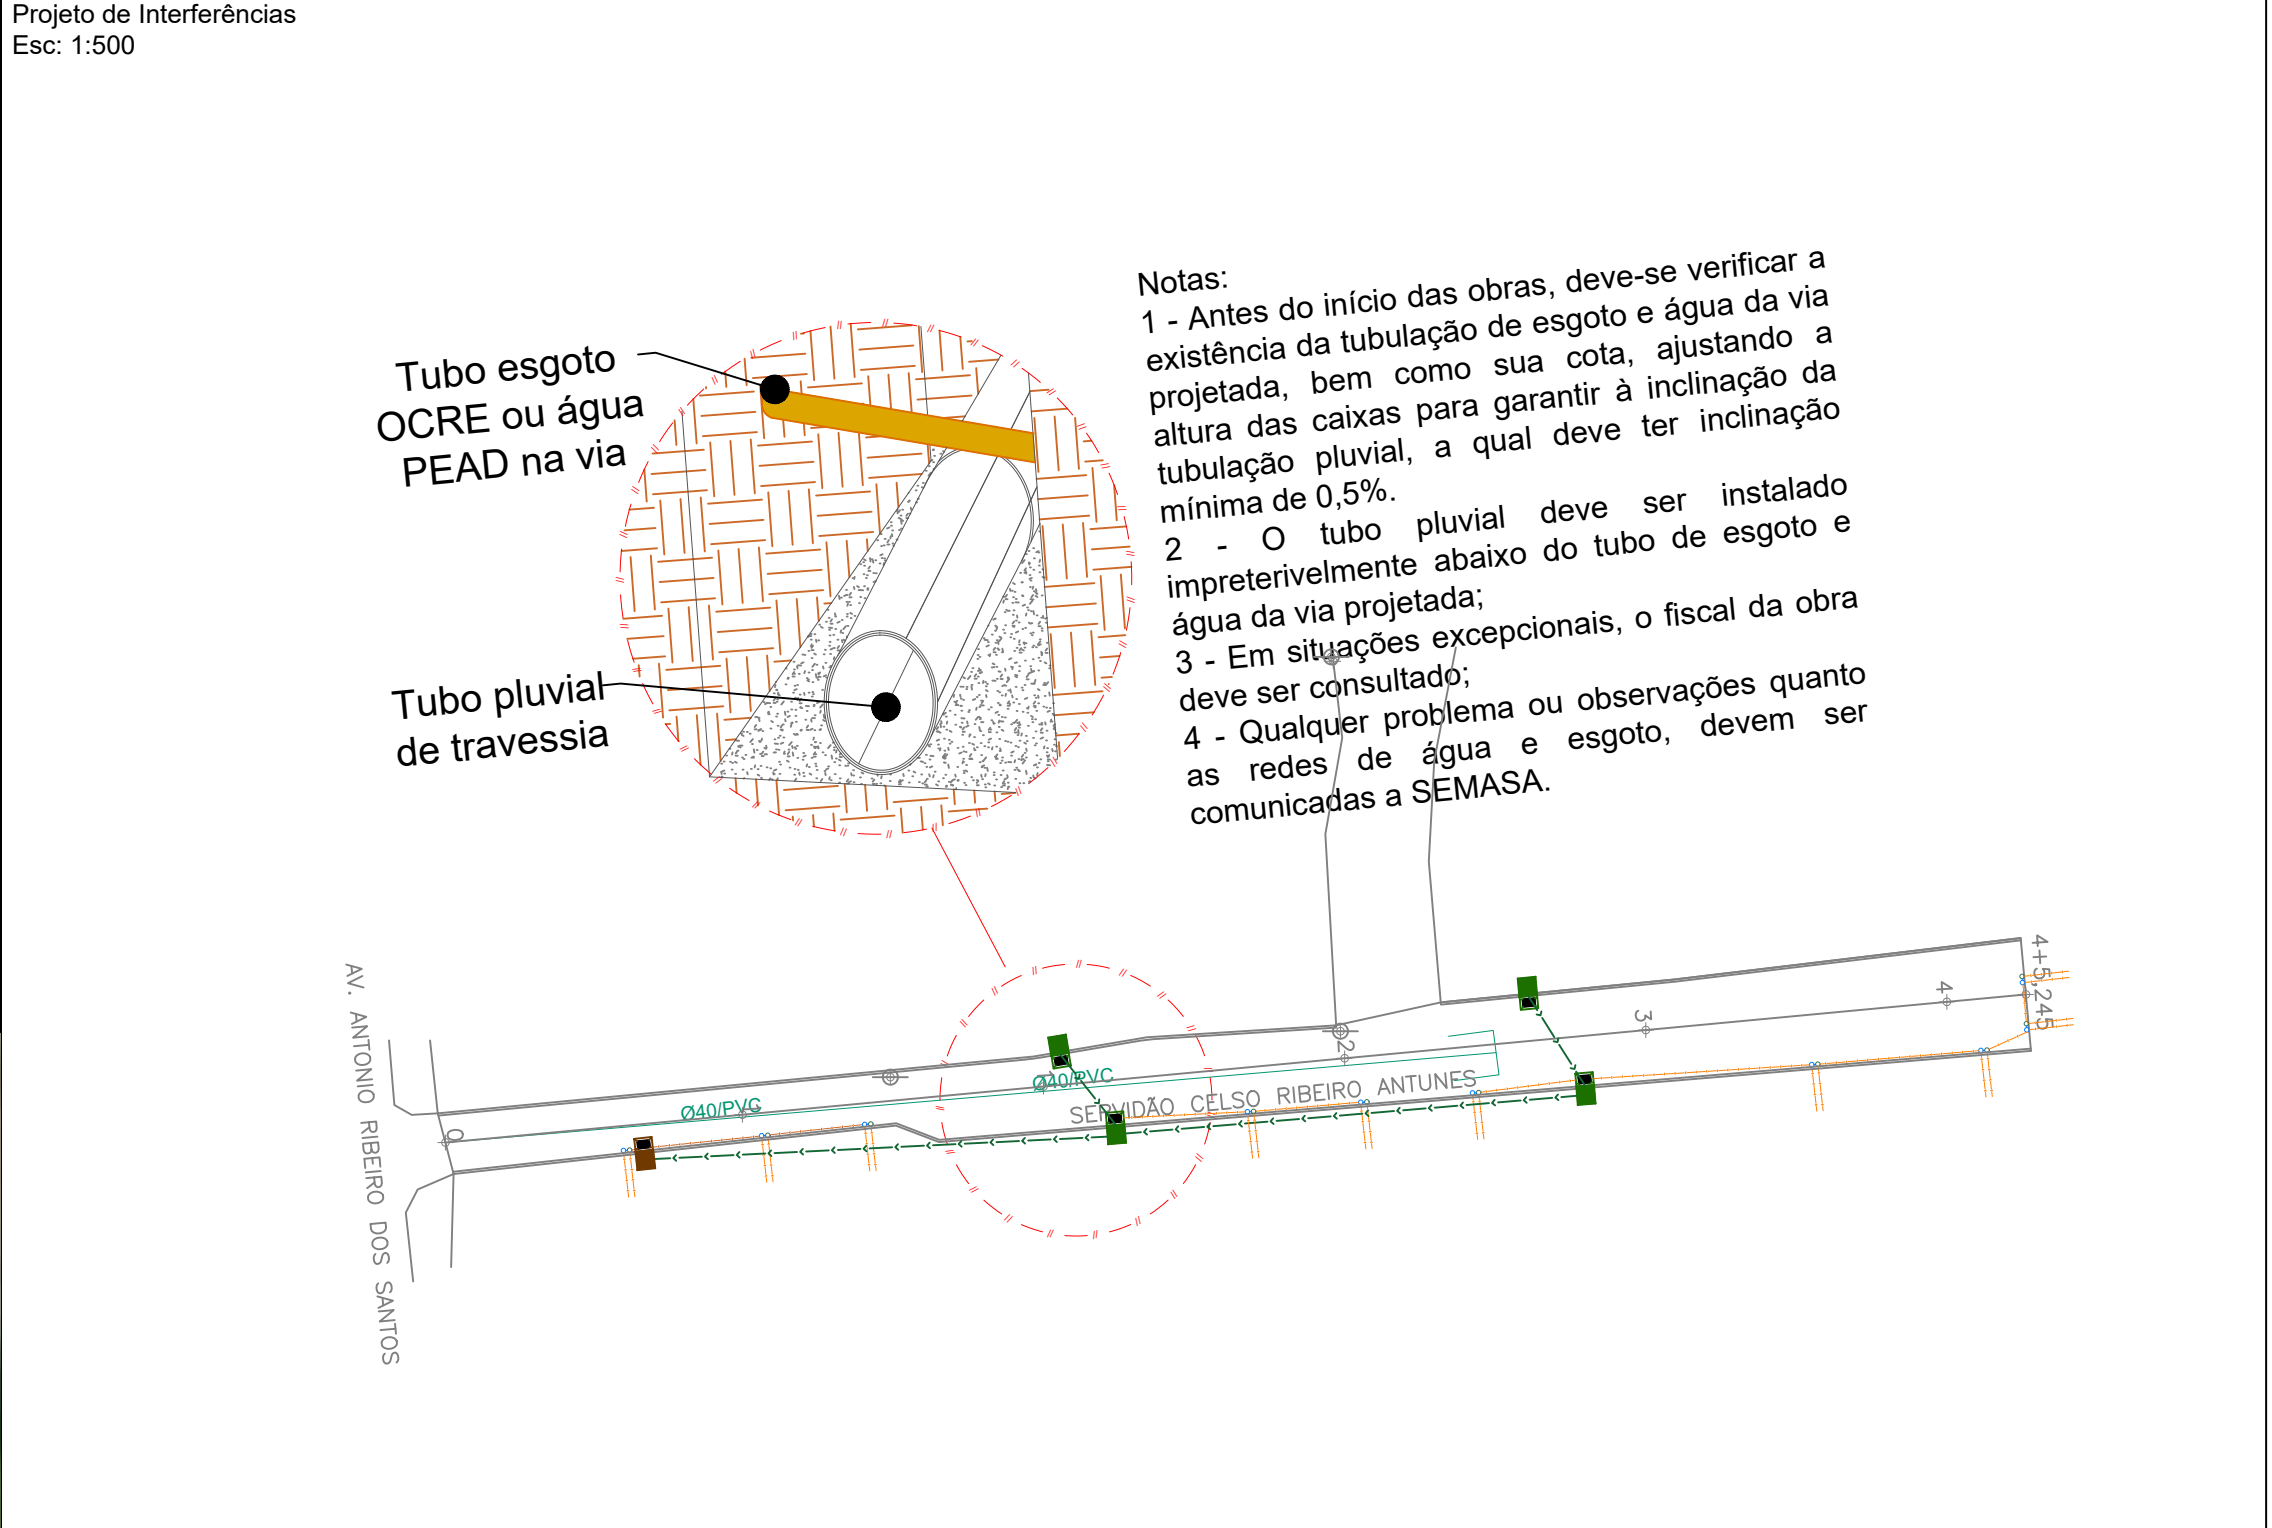 Projeto de Interferências
Esc: 1:500
Notas:
1 - Antes do início das obras, deve-se verificar a
existência da tubulação de esgoto e água da via
projetada, bem como sua cota, ajustando a
altura das caixas para garantir à inclinação da
tubulação pluvial, a qual deve ter inclinação
mínima de 0,5%.
2 - O tubo pluvial deve ser instalado
impreterivelmente abaixo do tubo de esgoto e
água da via projetada;
3 - Em situações excepcionais, o fiscal da obra
deve ser consultado;
4 - Qualquer problema ou observações quanto
as redes de água e esgoto, devem ser
comunicadas a SEMASA.
Tubo esgoto
OCRE ou água
PEAD na via
Tubo pluvial
de travessia
AV. ANTONIO RIBEIRO DOS SANTOS
0
Ø40/PVC
Ø40/PVC
SERVIDÃO CELSO RIBEIRO ANTUNES
2
3
4
4+5,245